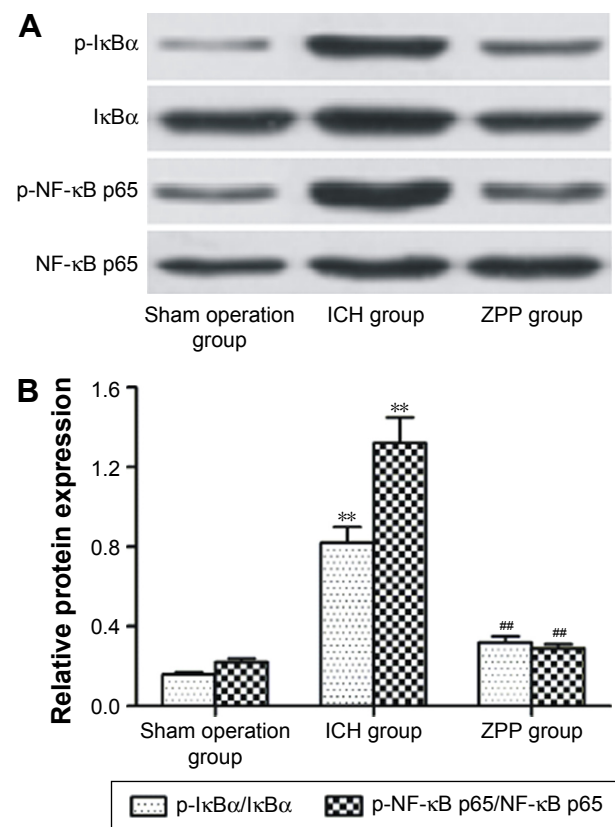 A
p-IκBα
IκBα
p-NF-κB p65
NF-κB p65
Sham operation
group
ICH group
ZPP group
B
Relative protein expression
1.6
1.2
0.8
0.4
0.0
**
**
##
##
Sham operation
group
ICH group
ZPP group
p-IκBα/IκBα
p-NF-κB p65/NF-κB p65